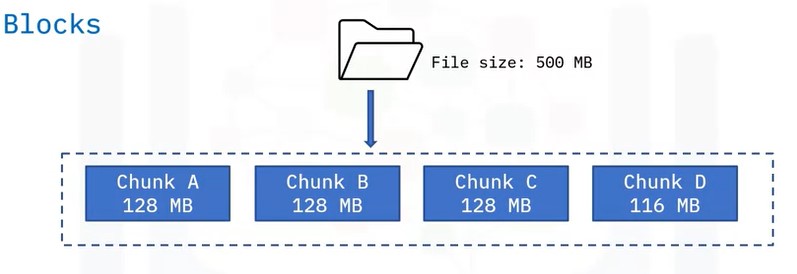 Blocks
File size: 500 MB
Chunk A
128 MB
Chunk B
128 MB
Chunk C
128 MB
Chunk D
116 MB